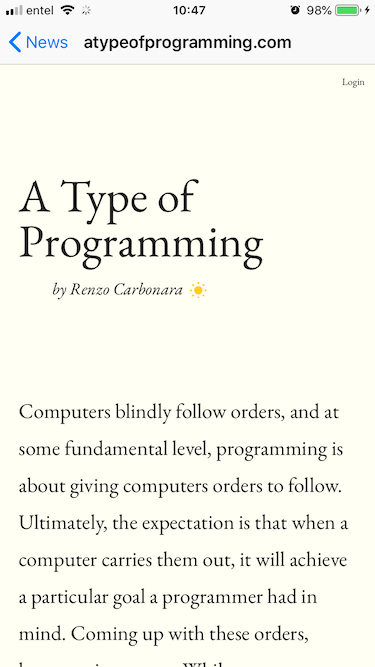 entel 10:47 98%
News atypeofprogramming.com
Login
A Type of
Programming
by Renzo Carbonara
Computers blindly follow orders, and at
some fundamental level, programming is
about giving computers orders to follow.
Ultimately, the expectation is that when a
computer carries them out, it will achieve
a particular goal a programmer had in
mind. Coming up with these orders,